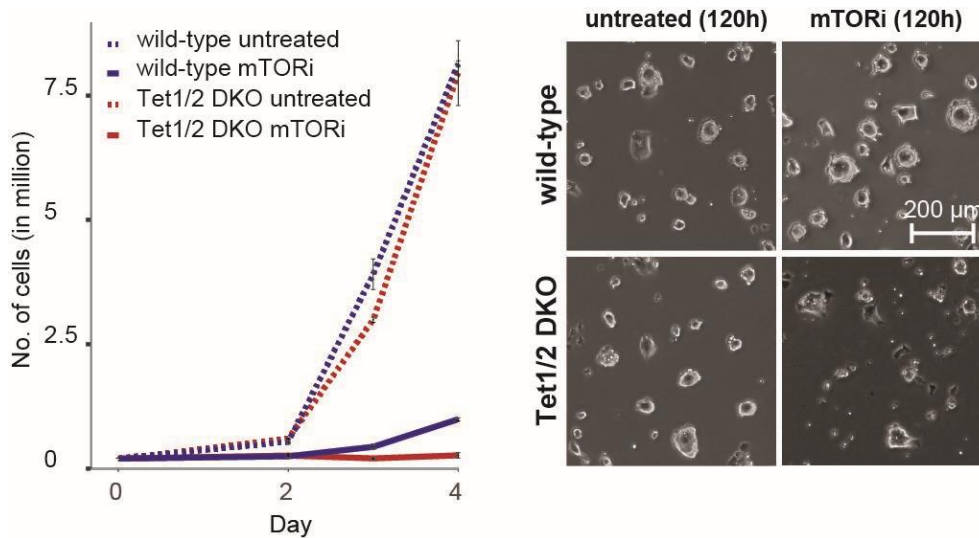 wild-type untreated
wild-type mTORi
Tet1/2 DKO untreated
Tet1/2 DKO mTORi
No. of cells (in million)
7.5
5
2.5
0
0
2
4
Day
untreated (120h)
mTORi (120h)
wild-type
Tet1/2 DKO
200 µm